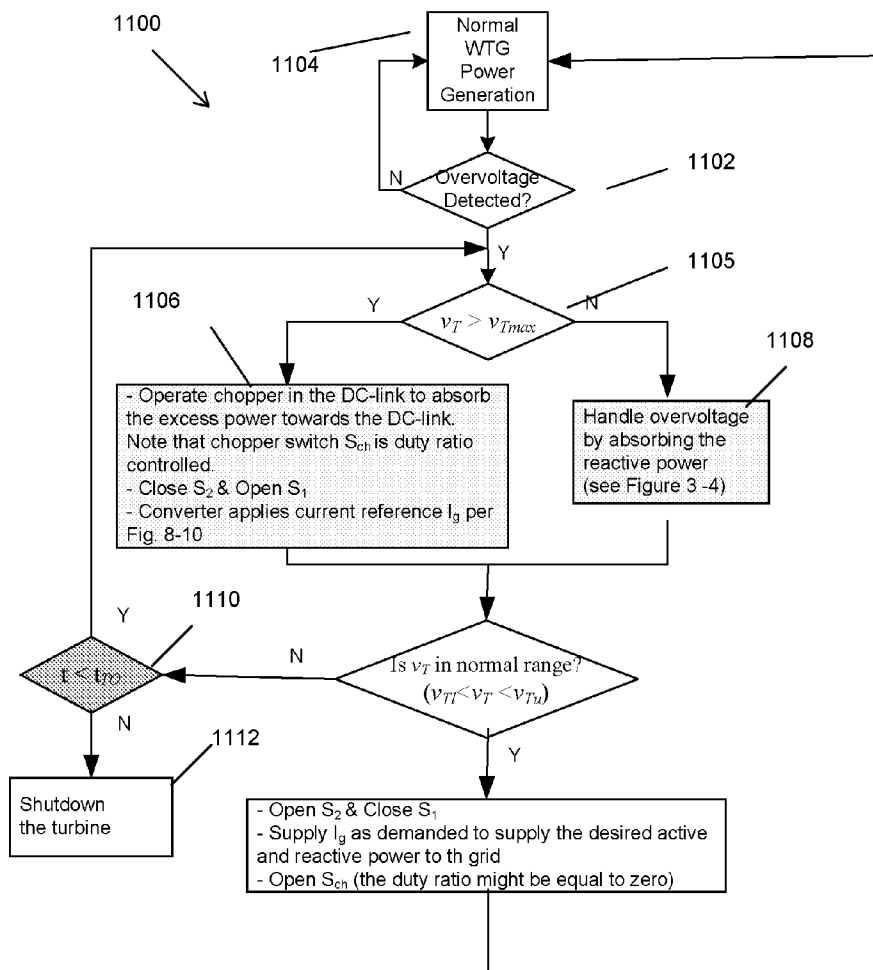 1100
1104
Normal
WTG
Power
Generation
1102
N
Overvoltage
Detected?
Y
1105
1106
Y
N
v_T > v_Tmax
1108
- Operate chopper in the DC-link to absorb
the excess power towards the DC-link.
Note that chopper switch S_ch is duty ratio
controlled.
- Close S_2 & Open S_1
- Converter applies current reference I_g per
Fig. 8-10
Handle overvoltage
by absorbing the
reactive power
(see Figure 3 -4)
1110
Y
t < t_TO
N
Is v_T in normal range?
(v_Tl<v_T <v_Tu)
N
1112
Y
Shutdown
the turbine
- Open S_2 & Close S_1
- Supply I_g as demanded to supply the desired active
and reactive power to th grid
- Open S_ch (the duty ratio might be equal to zero)